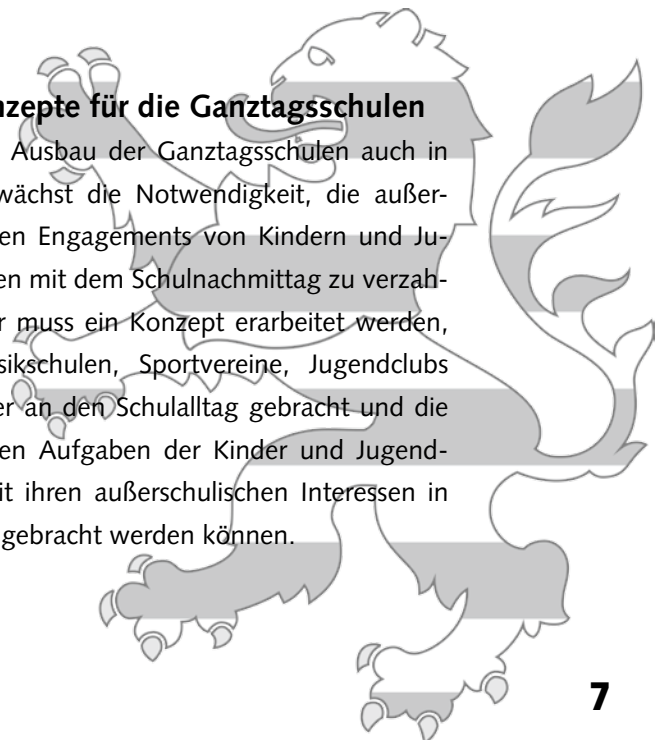 nzepte für die Ganztagsschulen
Ausbau der Ganztagsschulen auch in
wächst die Notwendigkeit, die außer-
en Engagements von Kindern und Ju-
en mit dem Schulnachmittag zu verzah-
r muss ein Konzept erarbeitet werden,
sikschulen, Sportvereine, Jugendclubs
er an den Schulalltag gebracht und die
en Aufgaben der Kinder und Jugend-
it ihren außerschulischen Interessen in
gebracht werden können.
7